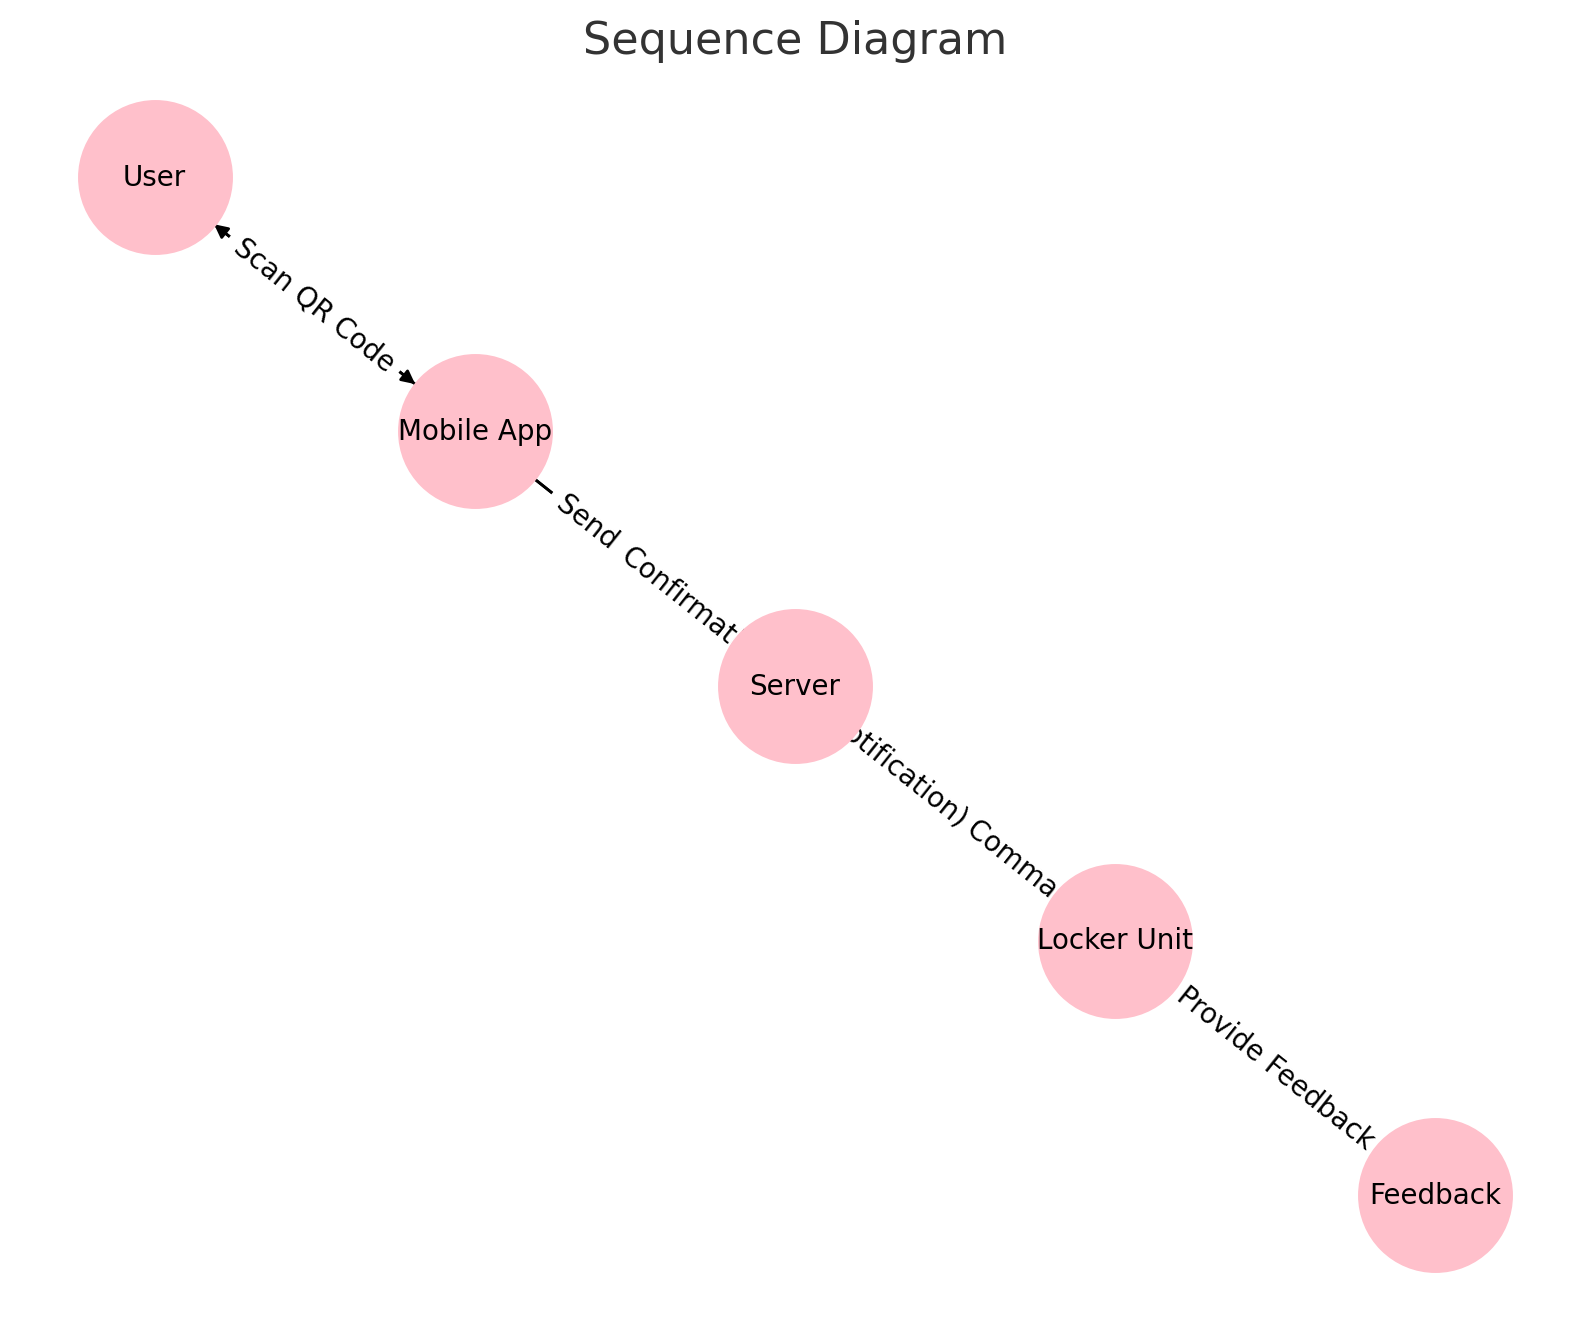 Sequence Diagram
User
Scan QR Code
Mobile App
Send Confirmat
Server
otification) Comma
Locker Unit
Provide Feedback
Feedback